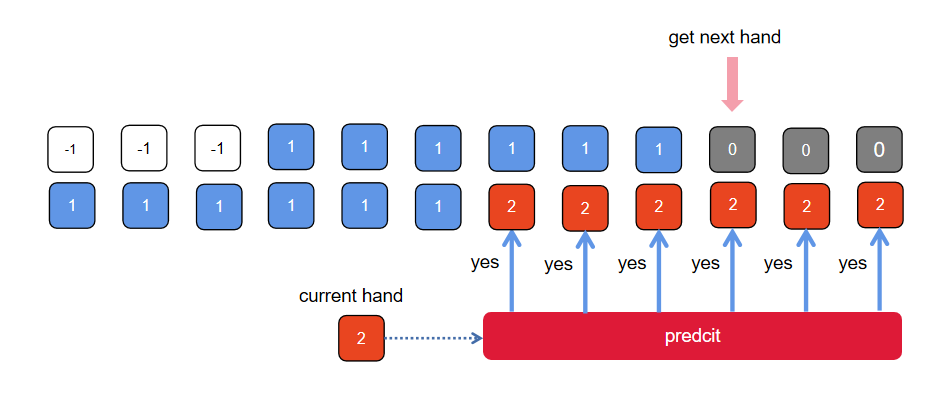 get next hand
-1 -1 -1 1 1 1 1 1 1 0 0 0
1 1 1 1 1 1 2 2 2 2 2 2
yes yes yes yes yes yes
current hand
2
predcit